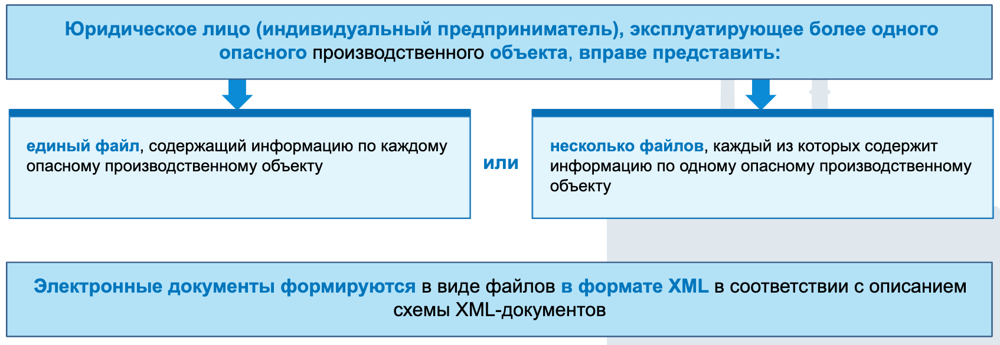 Юридическое лицо (индивидуальный предприниматель), эксплуатирующее более одного
опасного производственного объекта, вправе представить:
единый файл, содержащий информацию по каждому
опасному производственному объекту
или
несколько файлов, каждый из которых содержит
информацию по одному опасному производственному
объекту
Электронные документы формируются в виде файлов в формате XML в соответствии с описанием
схемы XML-документов